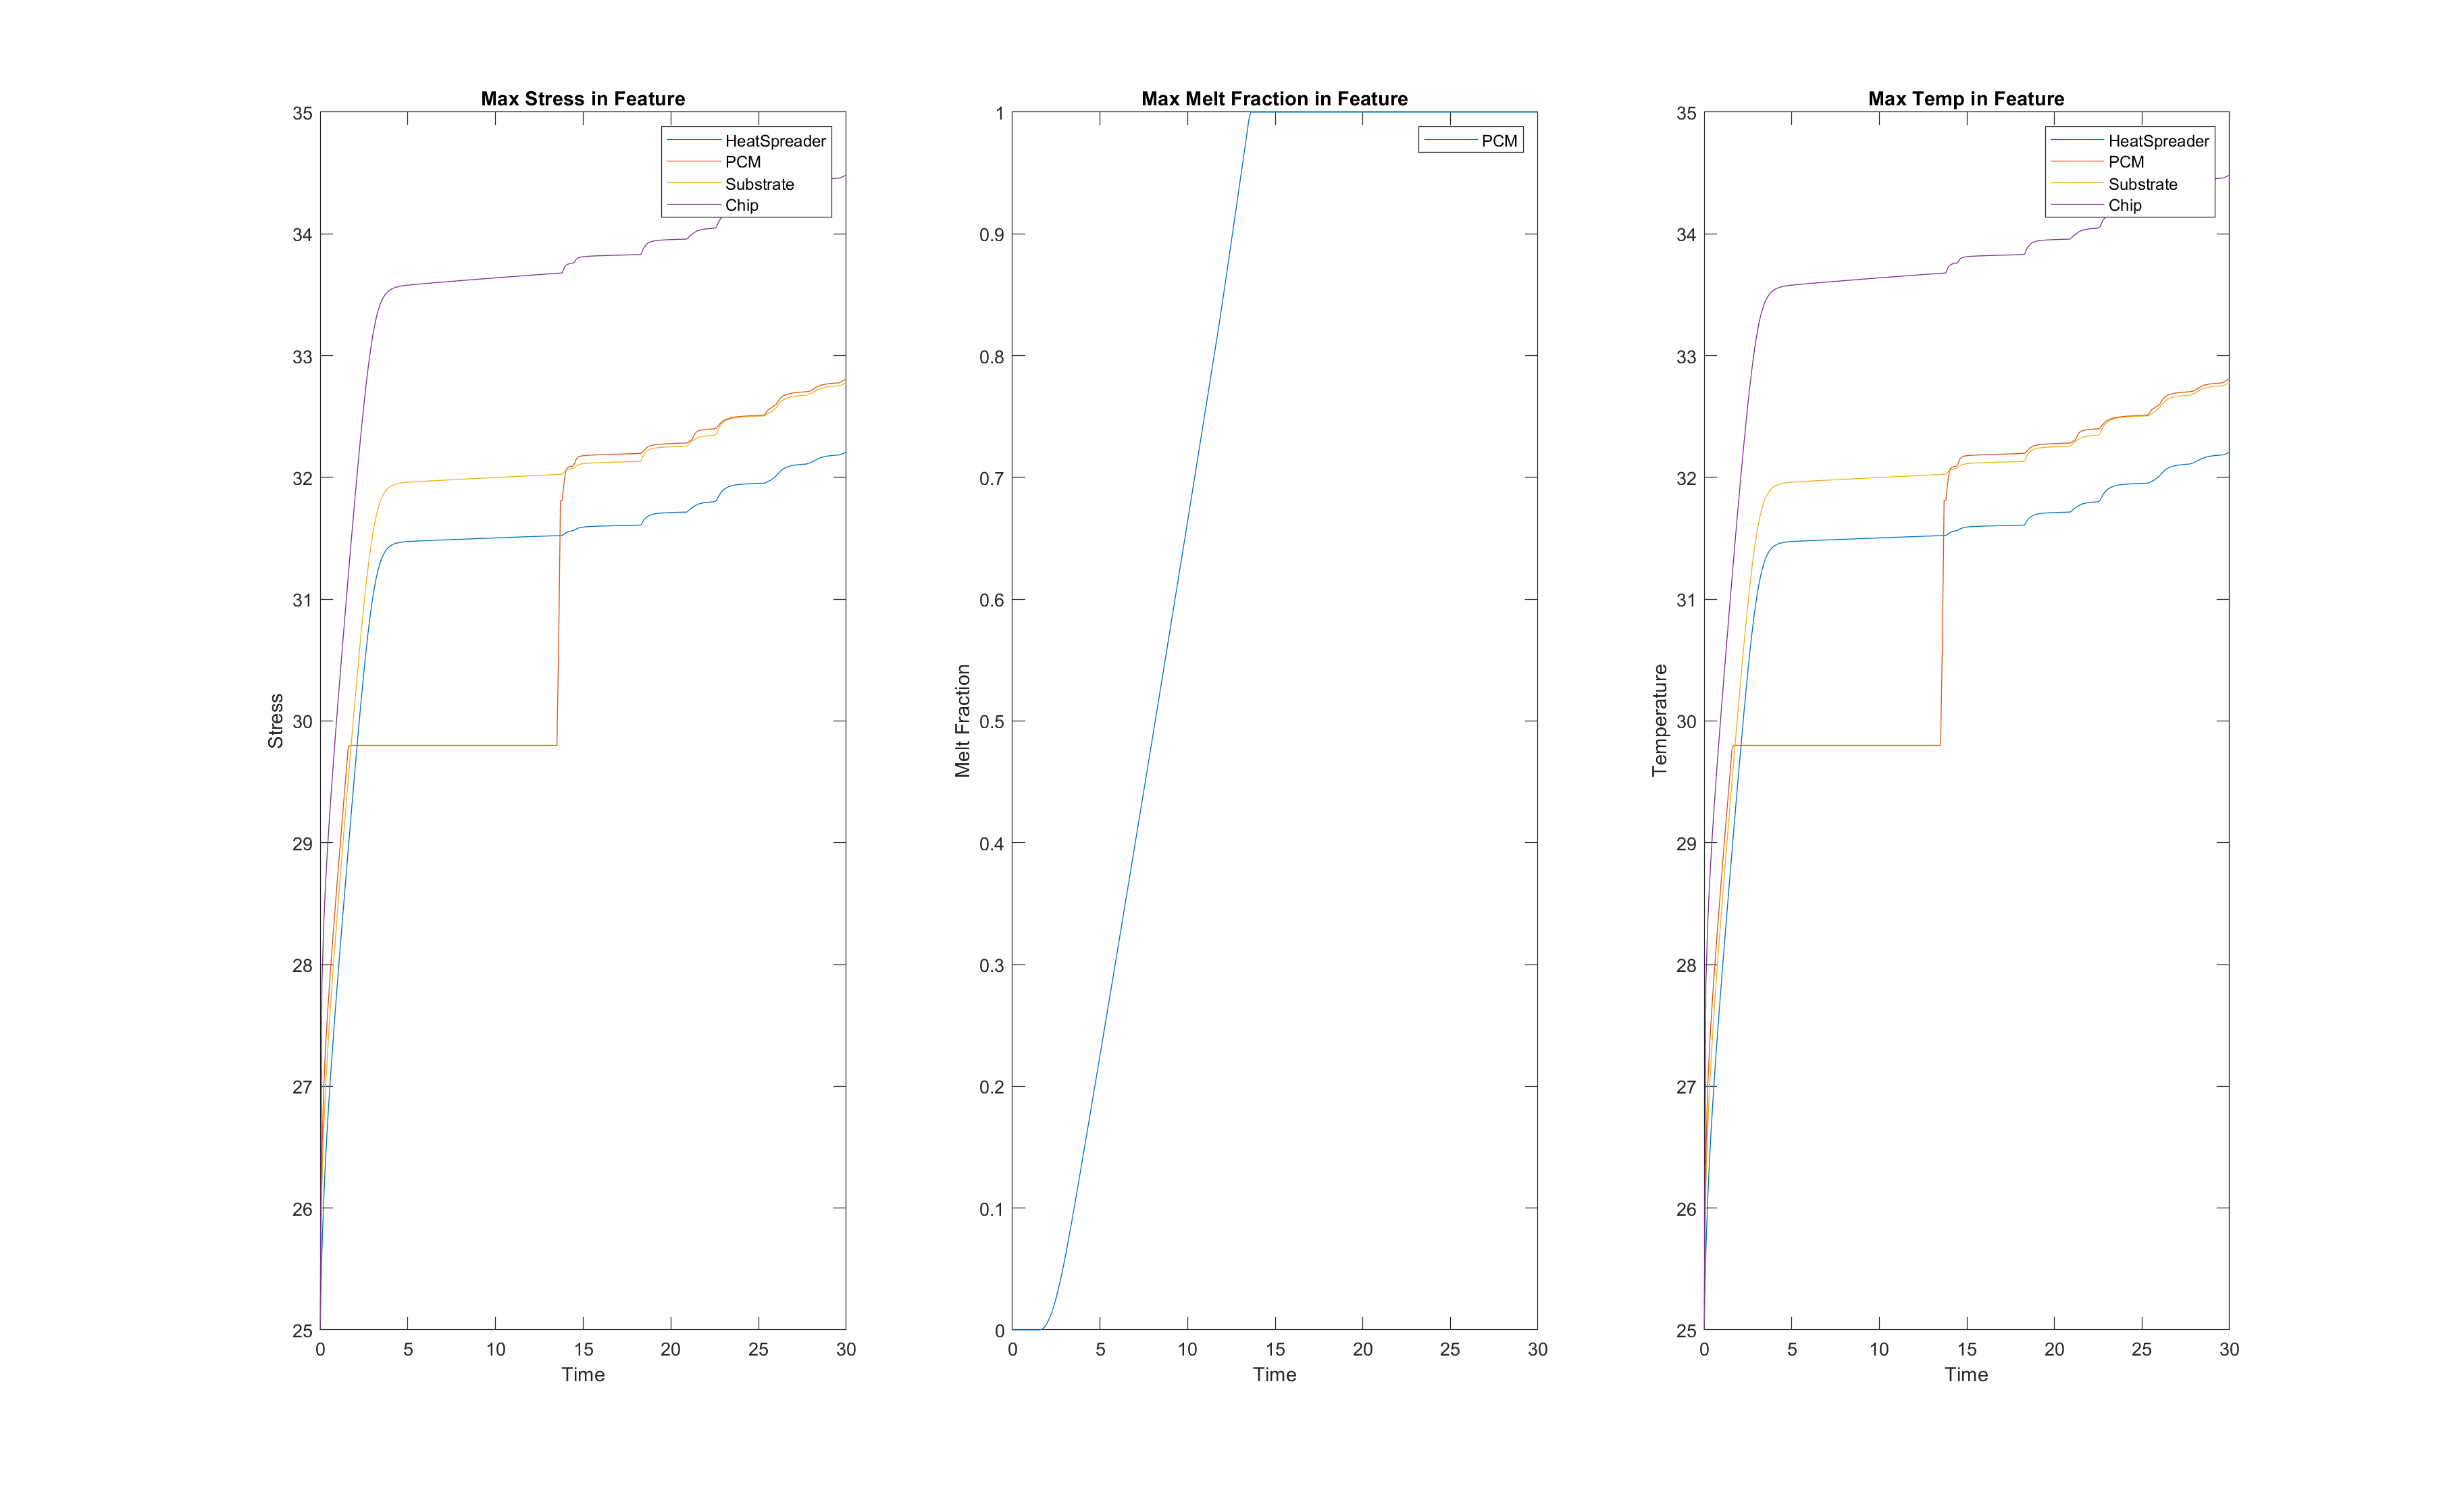 Max Stress in Feature
35
34
33
32
31
30
29
28
27
26
25
Stress
0 5 10 15 20 25 30
Time
HeatSpreader
PCM
Substrate
Chip
Max Melt Fraction in Feature
1
0.9
0.8
0.7
0.6
0.5
0.4
0.3
0.2
0.1
0
Melt Fraction
0 5 10 15 20 25 30
Time
PCM
Max Temp in Feature
35
34
33
32
31
30
29
28
27
26
25
Temperature
0 5 10 15 20 25 30
Time
HeatSpreader
PCM
Substrate
Chip